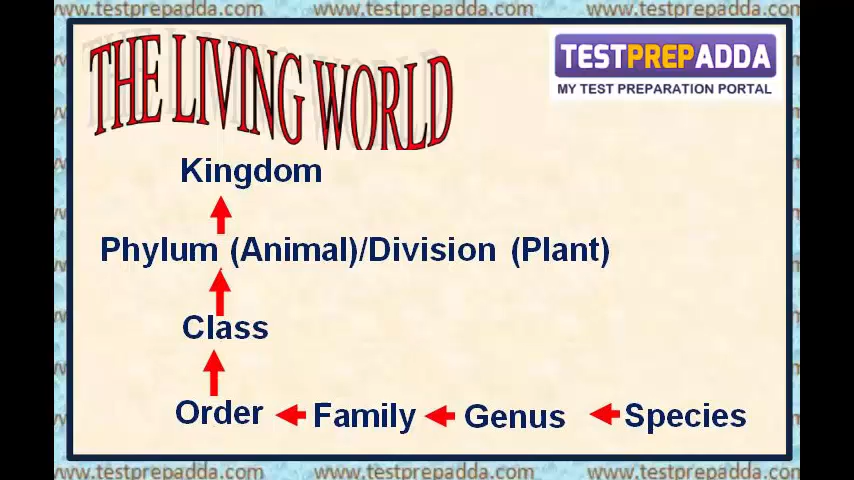 www.testprepadda.com www.testprepadda.com www.testprepadda.com
THE LIVING WORLD
TESTPREPADDA
MY TEST PREPARATION PORTAL
Kingdom
Phylum (Animal)/Division (Plant)
Class
Order Family Genus Species
www.testprepadda.com www.testprepadda.com www.testprepadda.com